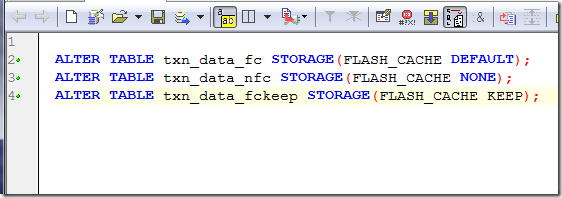 1
2 ALTER TABLE txn_data_fc STORAGE(FLASH_CACHE DEFAULT);
3 ALTER TABLE txn_data_nfc STORAGE(FLASH_CACHE NONE);
4 ALTER TABLE txn_data_fckeep STORAGE(FLASH_CACHE KEEP);